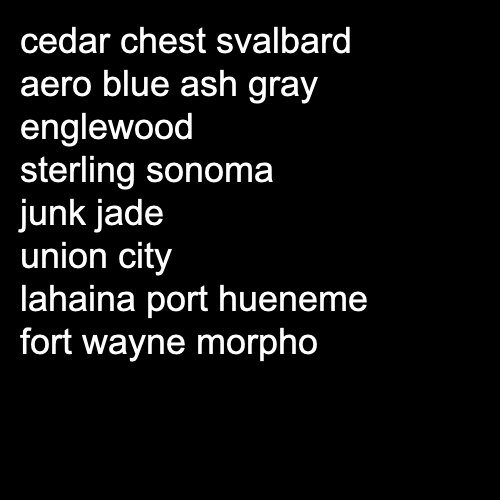 cedar chest svalbard
aero blue ash gray
englewood
sterling sonoma
junk jade
union city
lahaina port hueneme
fort wayne morpho